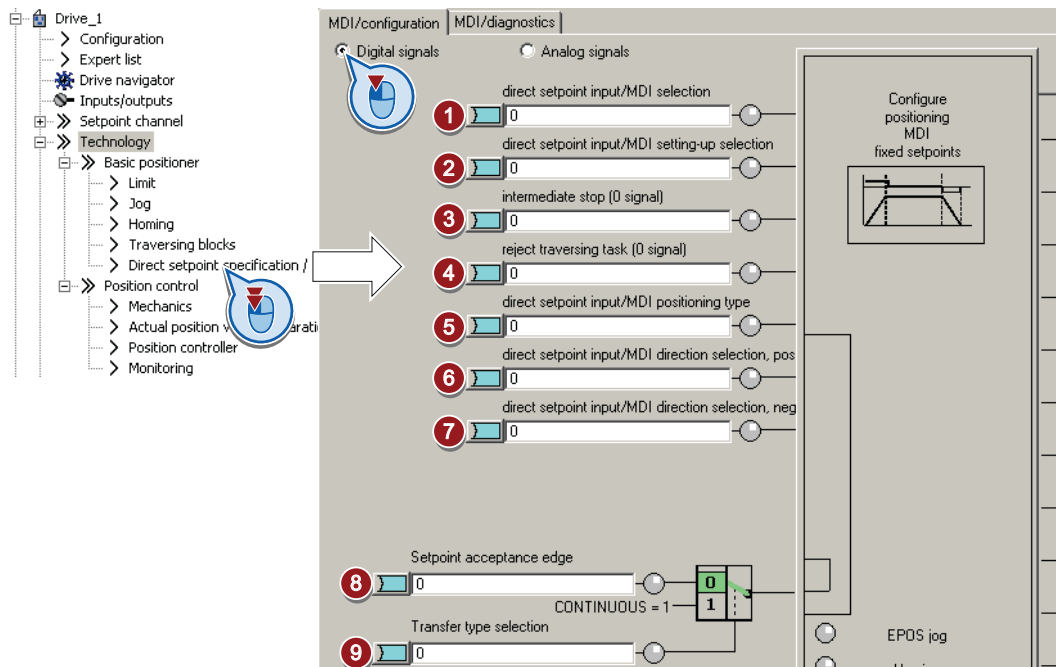 Drive_1
Configuration
Expert list
Drive navigator
Inputs/outputs
Setpoint channel
Technology
Basic positioner
Limit
Jog
Homing
Traversing blocks
Direct setpoint specification /
Position control
Mechanics
Actual position
Position controller
Monitoring
MDI/configuration
MDI/diagnostics
Digital signals
Analog signals
direct setpoint input/MDI selection
1
0
direct setpoint input/MDI setting-up selection
2
0
intermediate stop (0 signal)
3
0
reject traversing task (0 signal)
4
0
direct setpoint input/MDI positioning type
5
0
direct setpoint input/MDI direction selection, pos
6
0
direct setpoint input/MDI direction selection, neg
7
0
Configure
positioning
MDI
fixed setpoints
Setpoint acceptance edge
8
0
0
CONTINUOUS = 1
1
Transfer type selection
9
0
EPOS jog